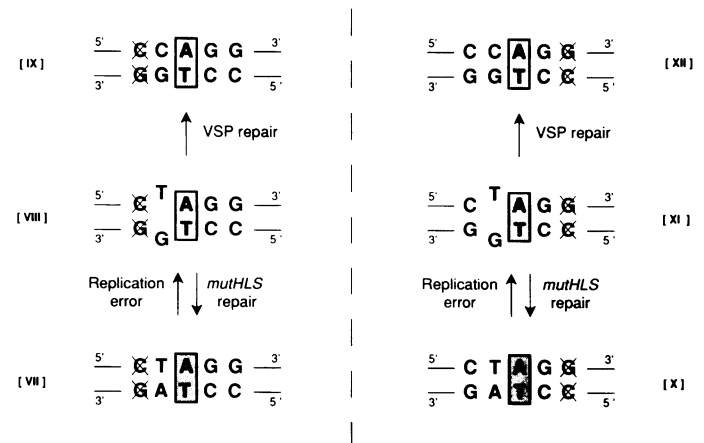 5' C C A G G 3'
[ IX ]
3' G G T C C 5'
VSP repair
5' C T A G G 3'
[ VIII ]
3' G G T C C 5'
Replication error
mutHLS repair
5' C T A G G 3'
[ VII ]
3' G A T C C 5'
5' C C A G G 3'
[ XII ]
3' G G T C C 5'
VSP repair
5' C T A G G 3'
[ XI ]
3' G G T C C 5'
Replication error
mutHLS repair
5' C T A G G 3'
[ X ]
3' G A T C C 5'